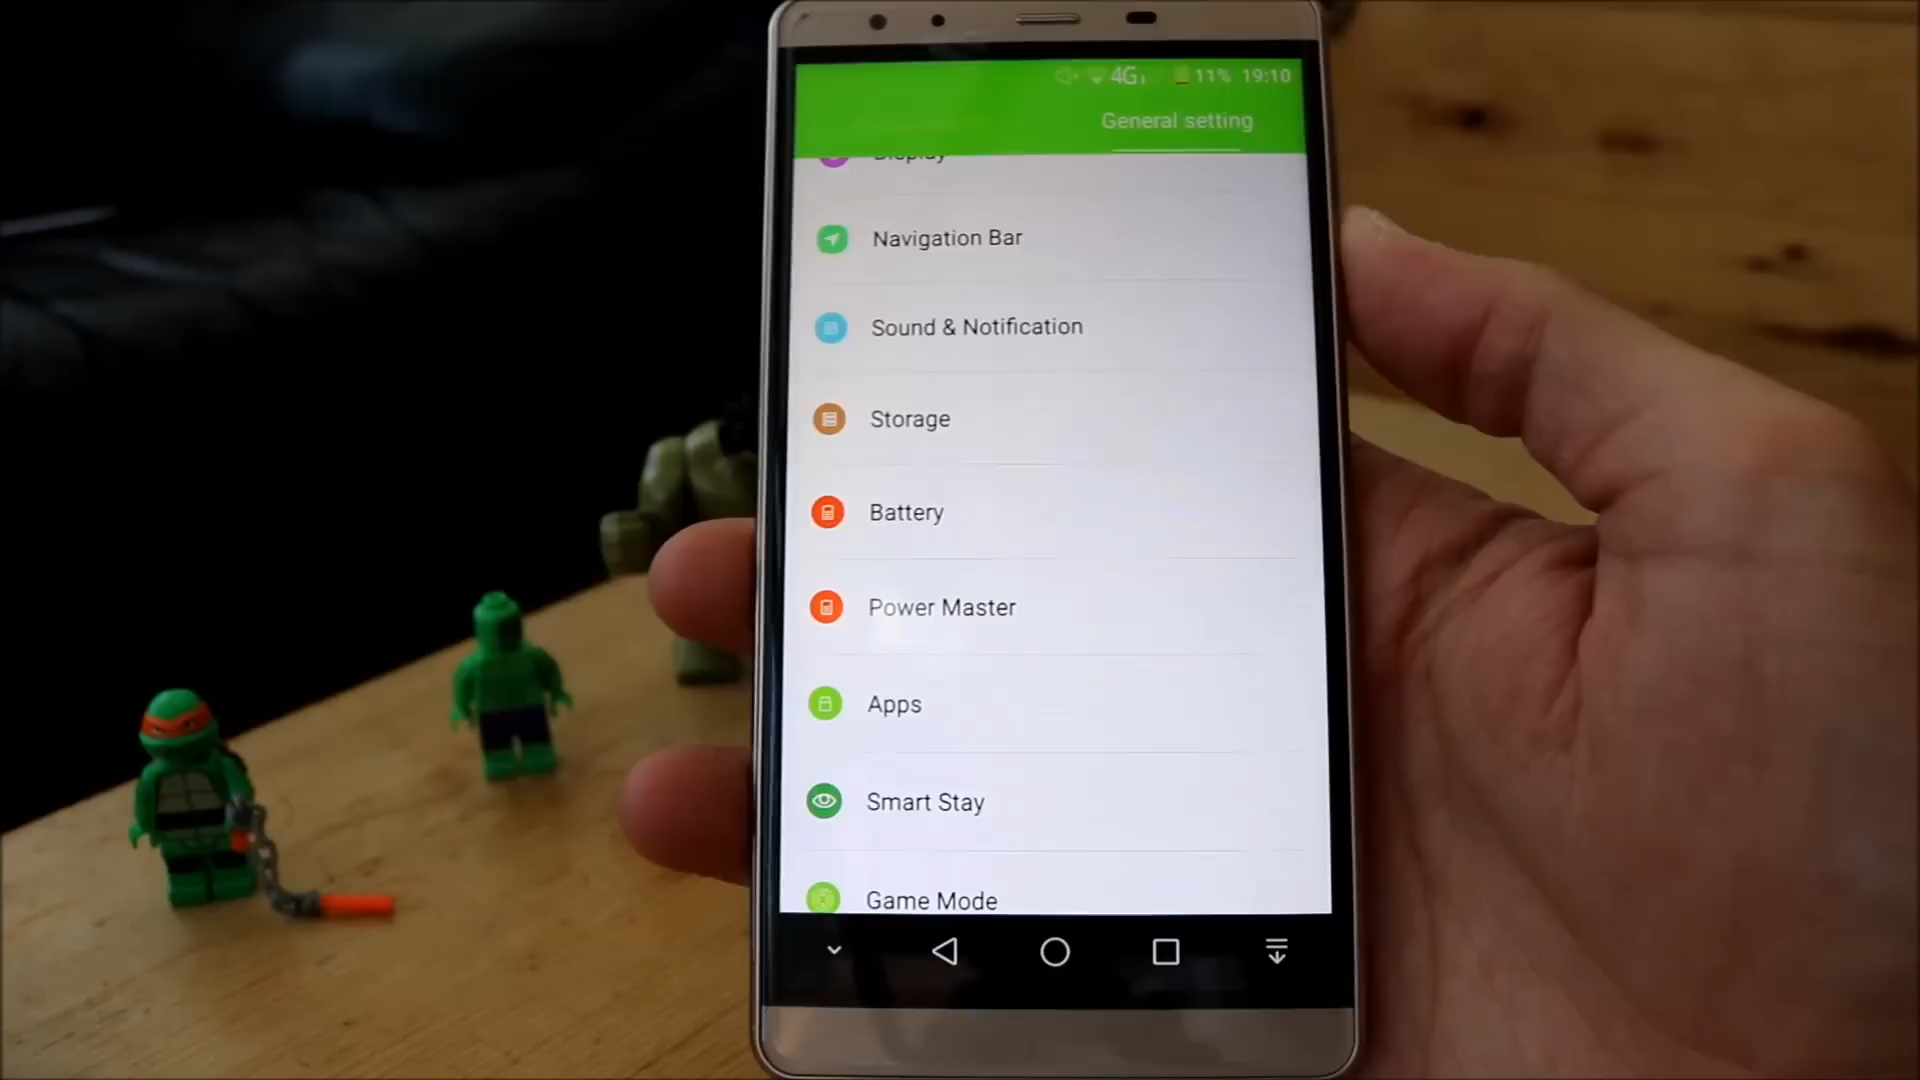 4G 11% 19:10
General setting
Display
Navigation Bar
Sound & Notification
Storage
Battery
Power Master
Apps
Smart Stay
Game Mode